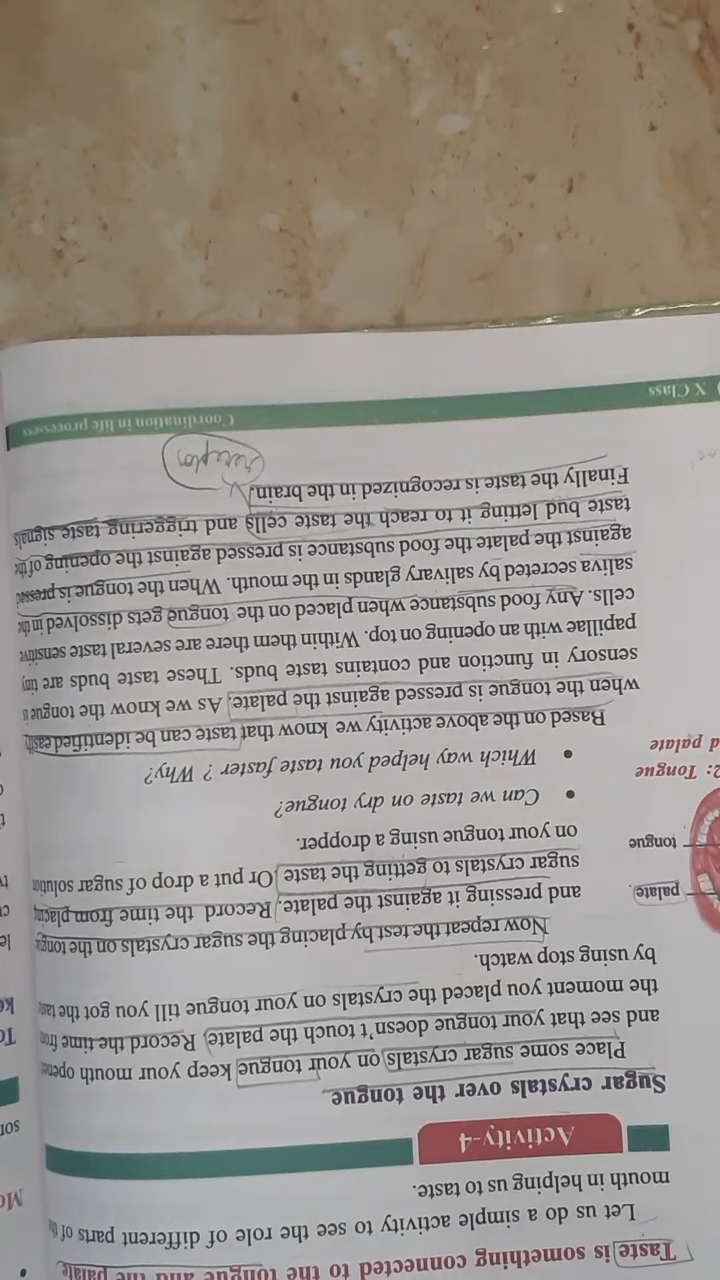 Taste is something connected to the tongue and the palate.
Let us do a simple activity to see the role of different parts of the
mouth in helping us to taste.
Activity-4
Sugar crystals over the tongue
Place some sugar crystals on your tongue keep your mouth opened
and see that your tongue doesn't touch the palate. Record the time from
the moment you placed the crystals on your tongue till you got the taste
by using stop watch.
Now repeat the test by placing the sugar crystals on the tongue
and pressing it against the palate. Record the time from placing
sugar crystals to getting the taste. Or put a drop of sugar solution
on your tongue using a dropper.
• Can we taste on dry tongue?
• Which way helped you taste faster ? Why?
palate
tongue
2: Tongue
d palate
Based on the above activity we know that taste can be identified easily
when the tongue is pressed against the palate. As we know the tongue is
sensory in function and contains taste buds. These taste buds are tiny
papillae with an opening on top. Within them there are several taste sensitive
cells. Any food substance when placed on the tongue gets dissolved in the
saliva secreted by salivary glands in the mouth. When the tongue is pressed
against the palate the food substance is pressed against the opening of the
taste bud letting it to reach the taste cells and triggering taste signals
Finally the taste is recognized in the brain.
receptor
X Class
Coordination in life processes